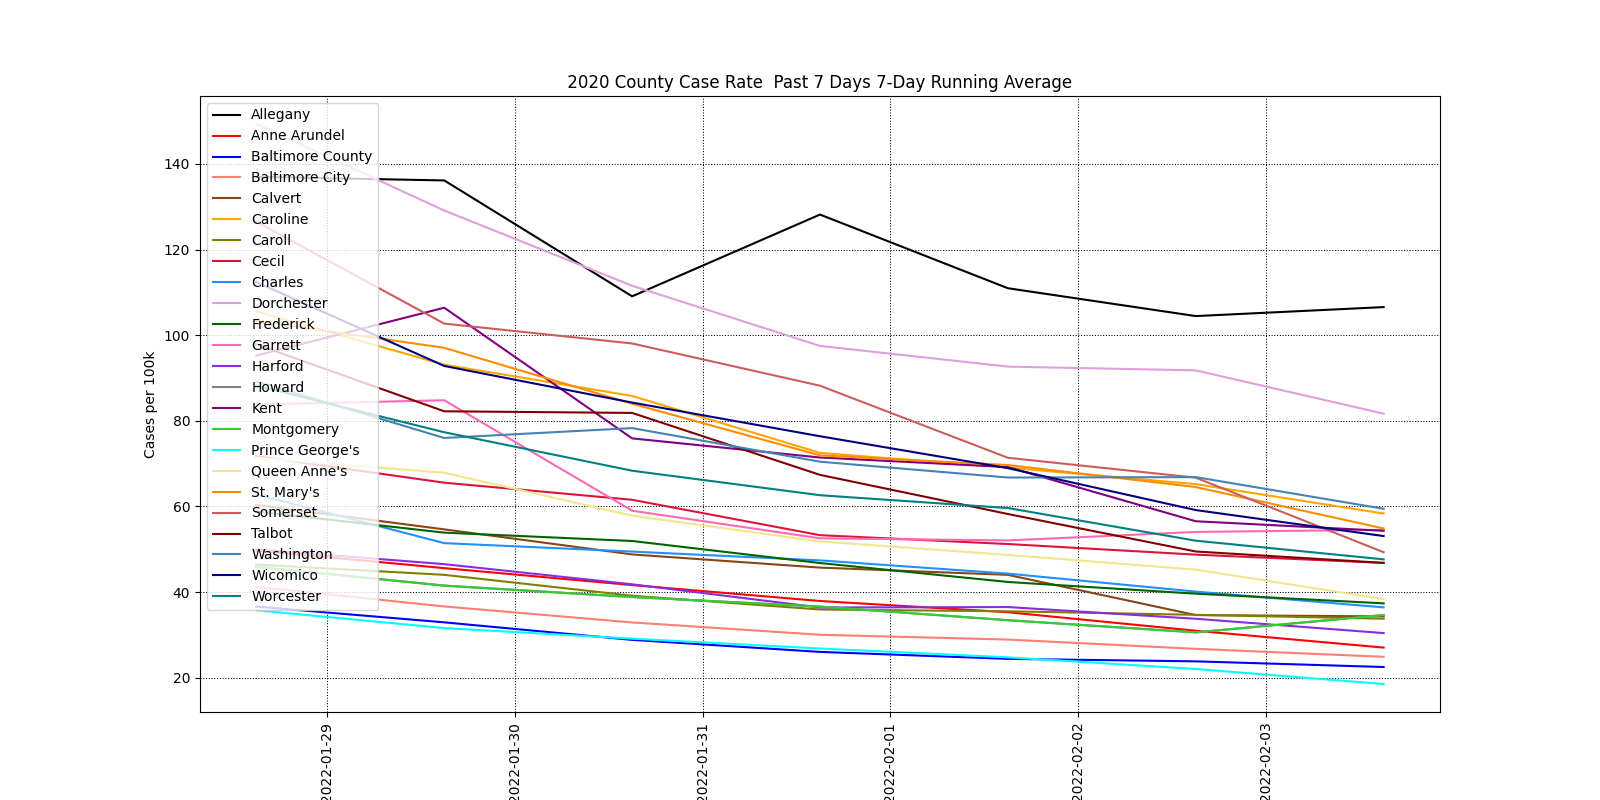 2020 County Case Rate  Past 7 Days 7-Day Running Average
Cases per 100k
140
120
100
80
60
40
20
Allegany
Anne Arundel
Baltimore County
Baltimore City
Calvert
Caroline
Caroll
Cecil
Charles
Dorchester
Frederick
Garrett
Harford
Howard
Kent
Montgomery
Prince George's
Queen Anne's
St. Mary's
Somerset
Talbot
Washington
Wicomico
Worcester
2022-01-29
2022-01-30
2022-01-31
2022-02-01
2022-02-02
2022-02-03